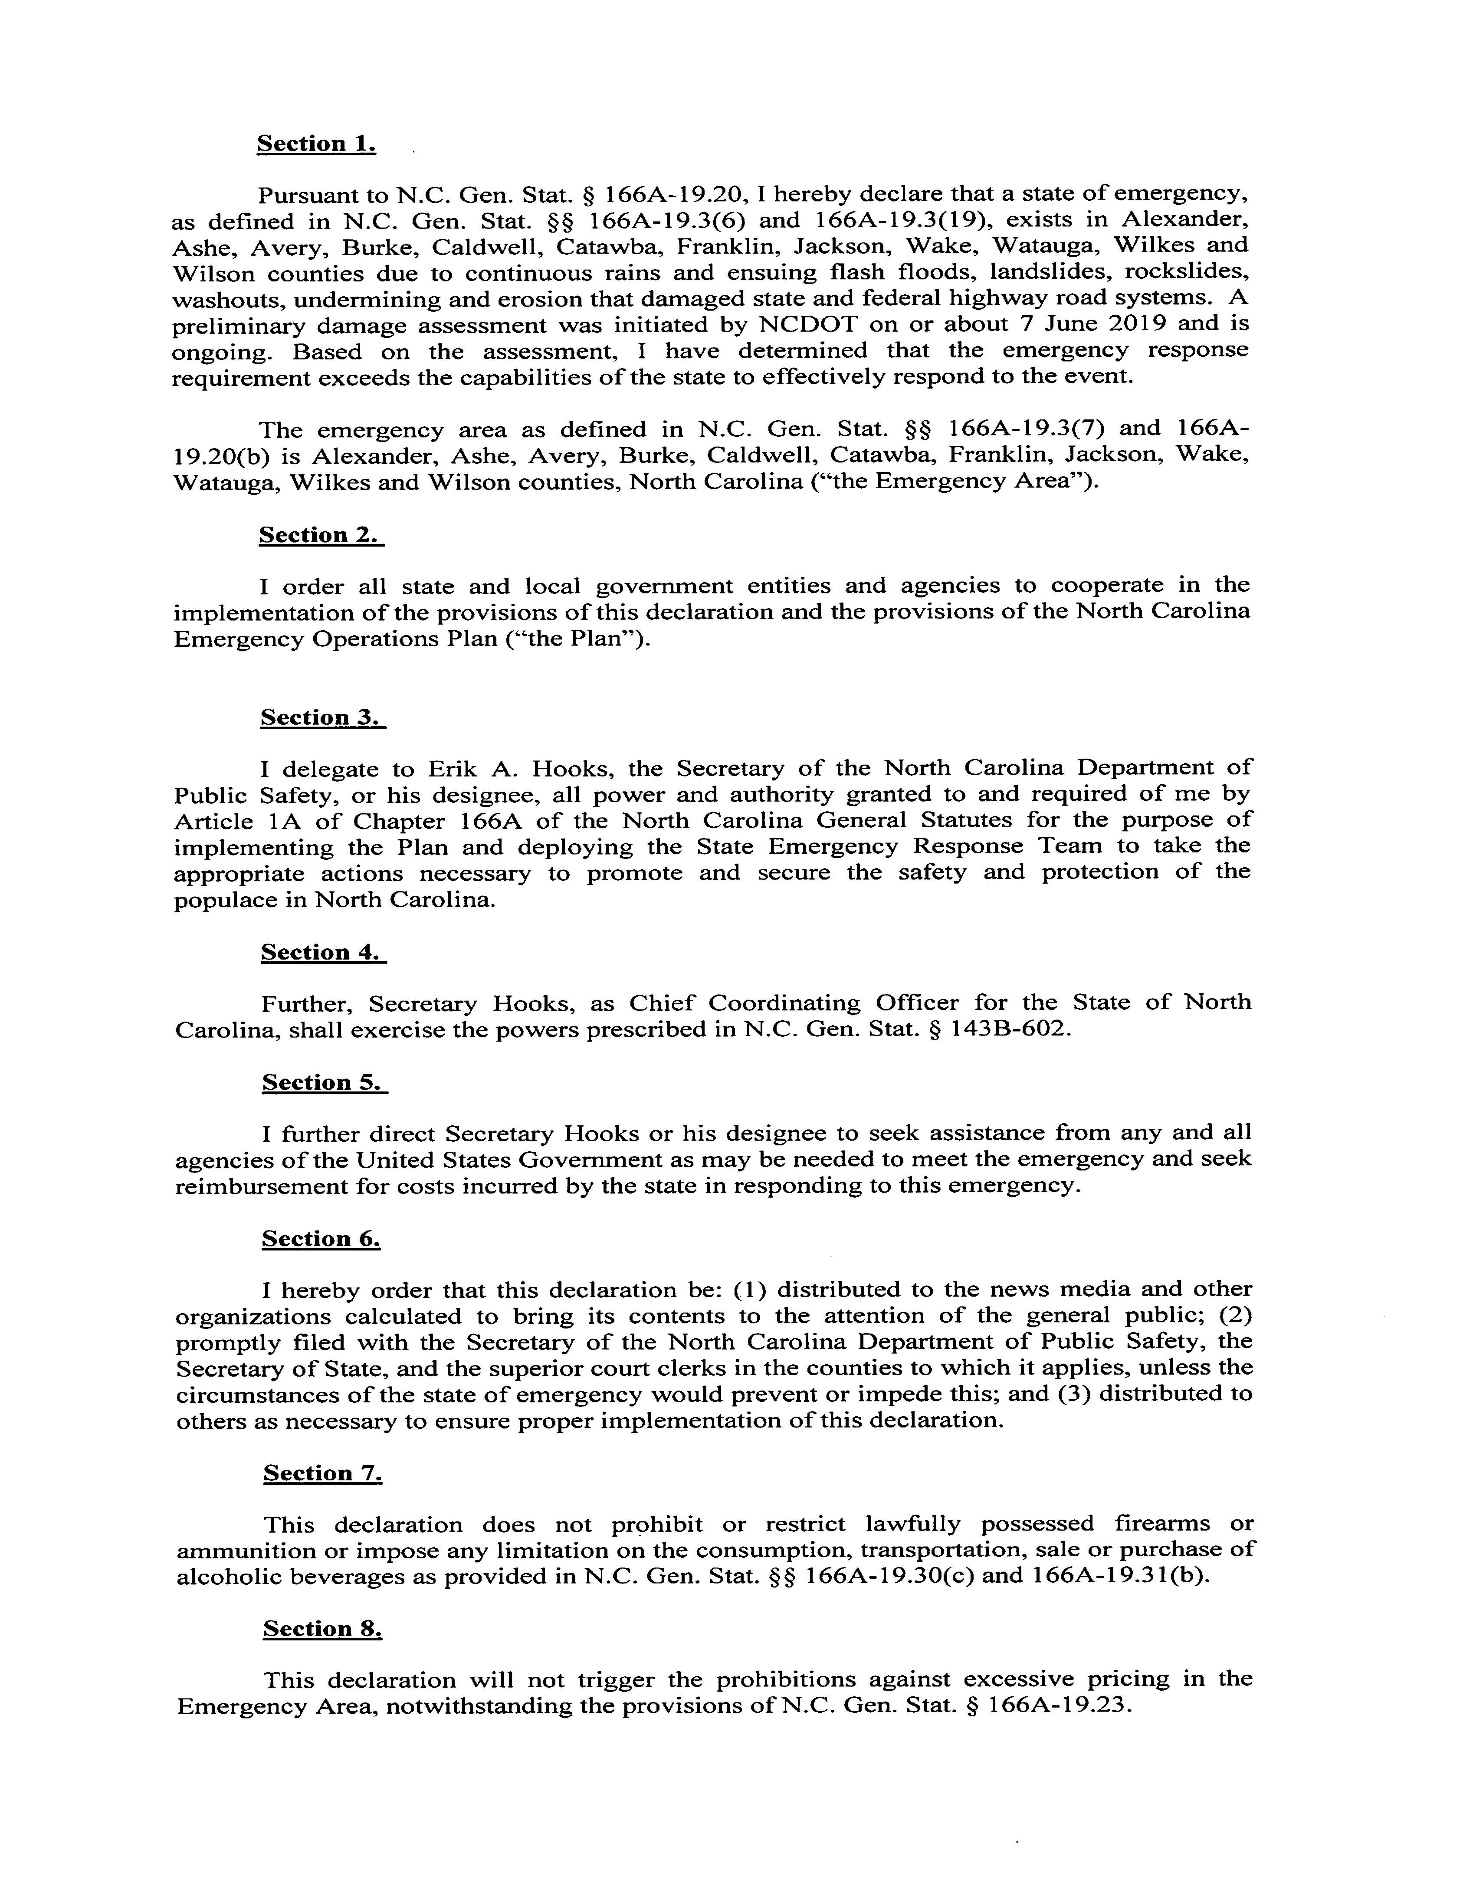 Section 1.
Pursuant to N.C. Gen. Stat. § 166A-19.20, I hereby declare that a state of emergency,
as defined in N.C. Gen. Stat. §§ 166A-19.3(6) and 166A-19.3(19), exists in Alexander,
Ashe, Avery, Burke, Caldwell, Catawba, Franklin, Jackson, Wake, Watauga, Wilkes and
Wilson counties due to continuous rains and ensuing flash floods, landslides, rockslides,
washouts, undermining and erosion that damaged state and federal highway road systems. A
preliminary damage assessment was initiated by NCDOT on or about 7 June 2019 and is
ongoing. Based on the assessment, I have determined that the emergency response
requirement exceeds the capabilities of the state to effectively respond to the event.
The emergency area as defined in N.C. Gen. Stat. §§ 166A-19.3(7) and 166A-
19.20(b) is Alexander, Ashe, Avery, Burke, Caldwell, Catawba, Franklin, Jackson, Wake,
Watauga, Wilkes and Wilson counties, North Carolina (“the Emergency Area”).
Section 2.
I order all state and local government entities and agencies to cooperate in the
implementation of the provisions of this declaration and the provisions of the North Carolina
Emergency Operations Plan (“the Plan”).
Section 3.
I delegate to Erik A. Hooks, the Secretary of the North Carolina Department of
Public Safety, or his designee, all power and authority granted to and required of me by
Article 1A of Chapter 166A of the North Carolina General Statutes for the purpose of
implementing the Plan and deploying the State Emergency Response Team to take the
appropriate actions necessary to promote and secure the safety and protection of the
populace in North Carolina.
Section 4.
Further, Secretary Hooks, as Chief Coordinating Officer for the State of North
Carolina, shall exercise the powers prescribed in N.C. Gen. Stat. § 143B-602.
Section 5.
I further direct Secretary Hooks or his designee to seek assistance from any and all
agencies of the United States Government as may be needed to meet the emergency and seek
reimbursement for costs incurred by the state in responding to this emergency.
Section 6.
I hereby order that this declaration be: (1) distributed to the news media and other
organizations calculated to bring its contents to the attention of the general public; (2)
promptly filed with the Secretary of the North Carolina Department of Public Safety, the
Secretary of State, and the superior court clerks in the counties to which it applies, unless the
circumstances of the state of emergency would prevent or impede this; and (3) distributed to
others as necessary to ensure proper implementation of this declaration.
Section 7.
This declaration does not prohibit or restrict lawfully possessed firearms or
ammunition or impose any limitation on the consumption, transportation, sale or purchase of
alcoholic beverages as provided in N.C. Gen. Stat. §§ 166A-19.30(c) and 166A-19.31(b).
Section 8.
This declaration will not trigger the prohibitions against excessive pricing in the
Emergency Area, notwithstanding the provisions of N.C. Gen. Stat. § 166A-19.23.